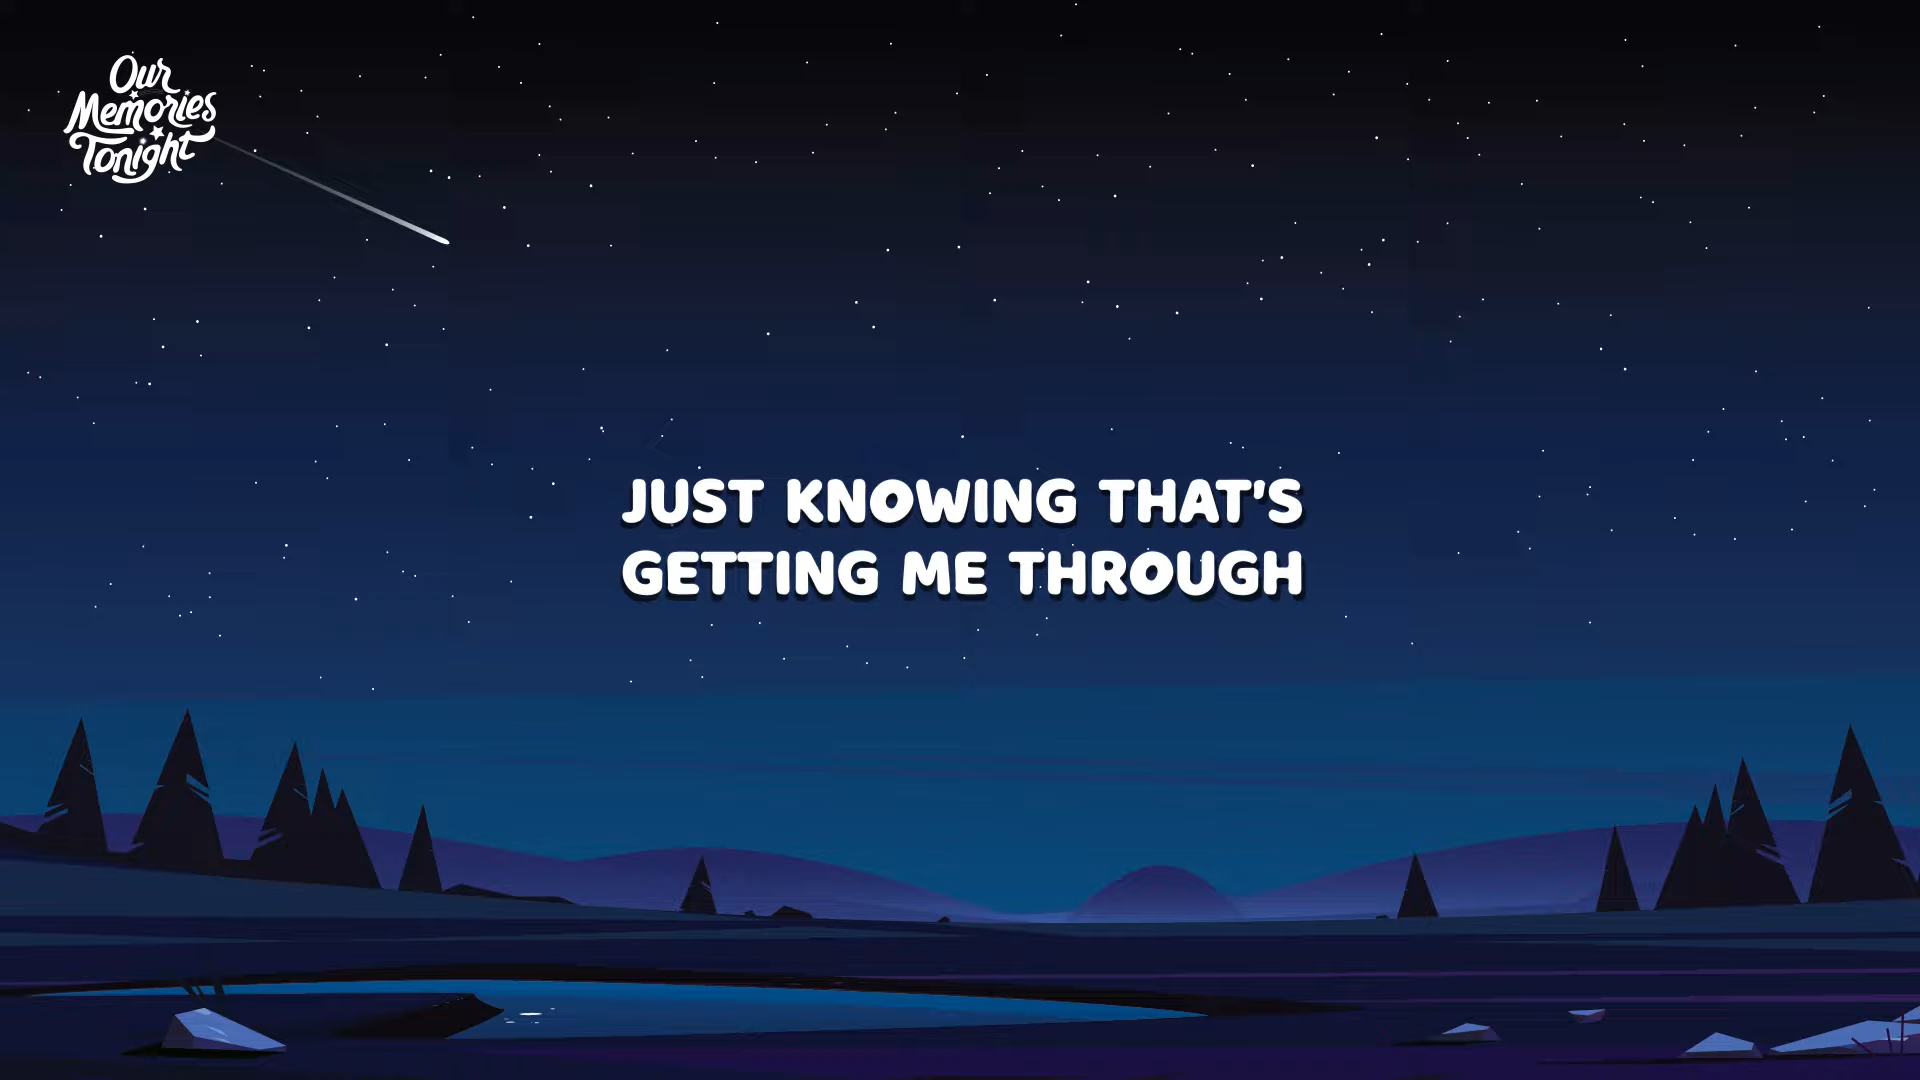 Our
Memories
Tonight
JUST KNOWING THAT'S
GETTING ME THROUGH